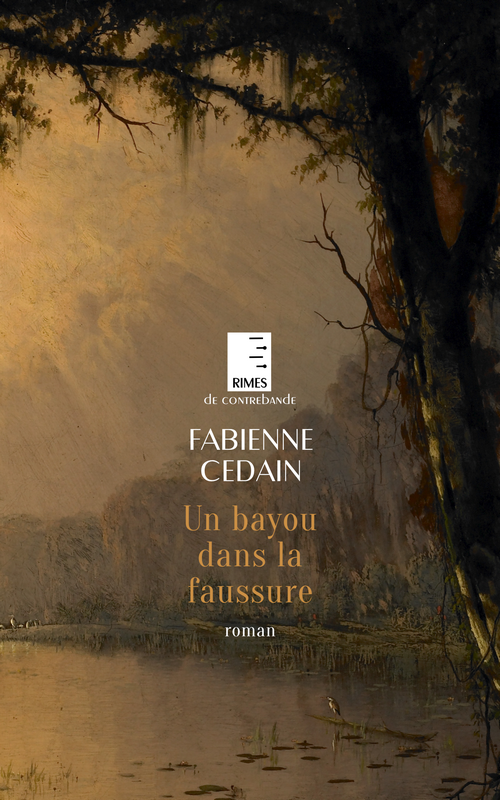 RIMES
de CONTREBANDE
FABIENNE
CEDAIN
Un bayou
dans la
faussure
roman